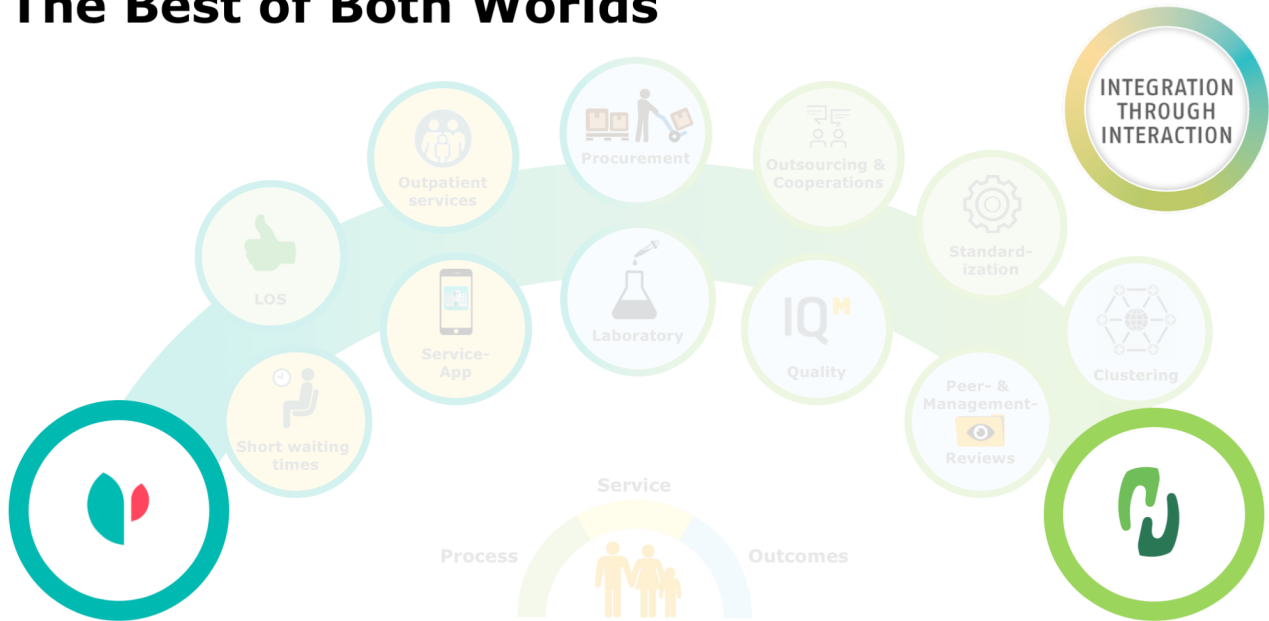 The Best of Both Worlds
INTEGRATION
THROUGH
INTERACTION
Procurement
Outpatient
services
Outsourcing &
Cooperations
Standard-
ization
LOS
Service-
App
Laboratory
IQM
Quality
Clustering
Short waiting
times
Peer- &
Management-
Reviews
Service
Process
Outcomes